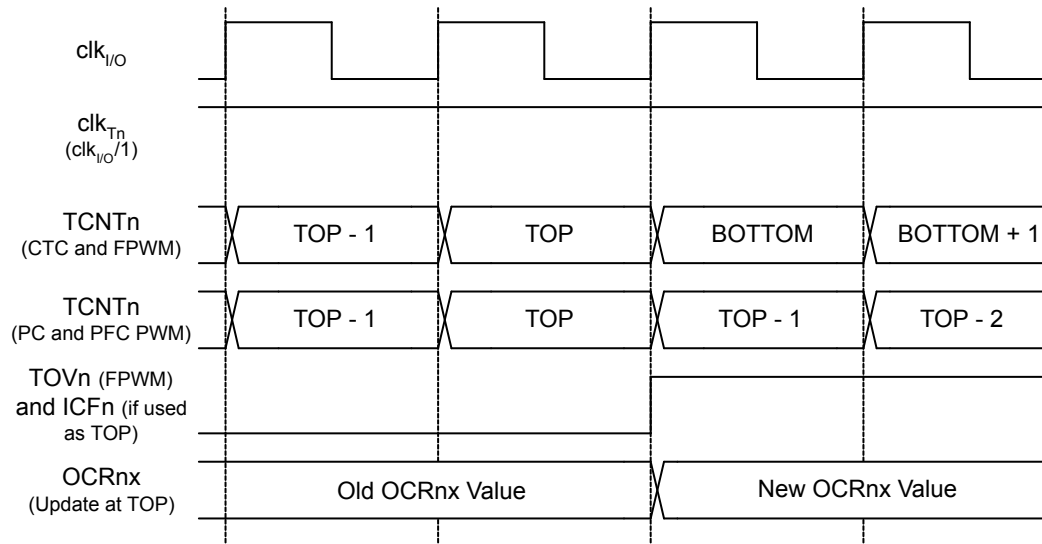 clkI/O
clkTn
(clkI/O/1)
TCNTn
(CTC and FPWM)
TOP - 1 TOP BOTTOM BOTTOM + 1
TCNTn
(PC and PFC PWM)
TOP - 1 TOP TOP - 1 TOP - 2
TOVn (FPWM)
and ICFn (if used
as TOP)
OCRnx
(Update at TOP)
Old OCRnx Value New OCRnx Value